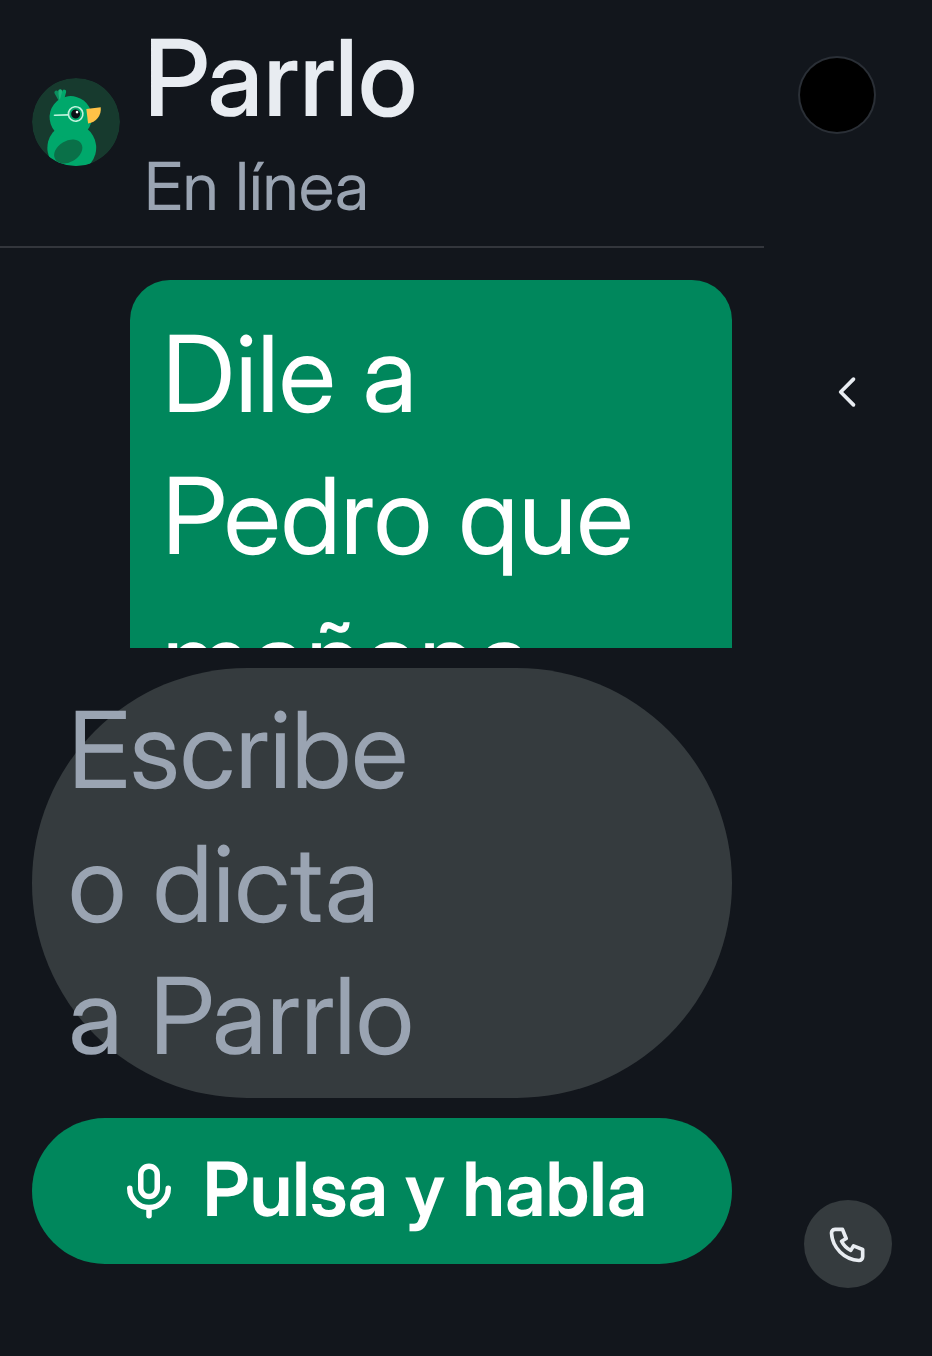 Parrlo
En línea
Dile a
Pedro que
Escribe
o dicta
a Parrlo
Pulsa y habla